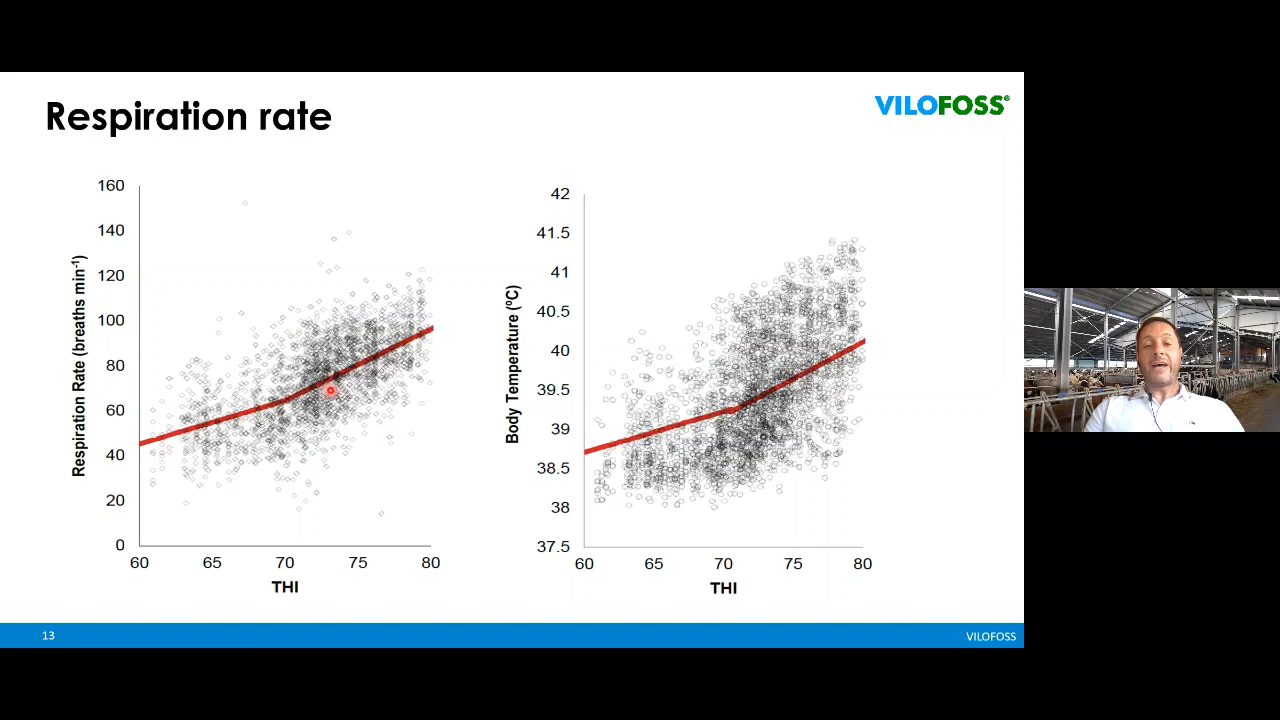 Respiration rate
VILOFOSS®
160
140
120
100
80
60
40
20
0
Respiration Rate (breaths min-1)
60 65 70 75 80
THI
42
41.5
41
40.5
40
39.5
39
38.5
38
37.5
Body Temperature (ºC)
60 65 70 75 80
THI
13
VILOFOSS